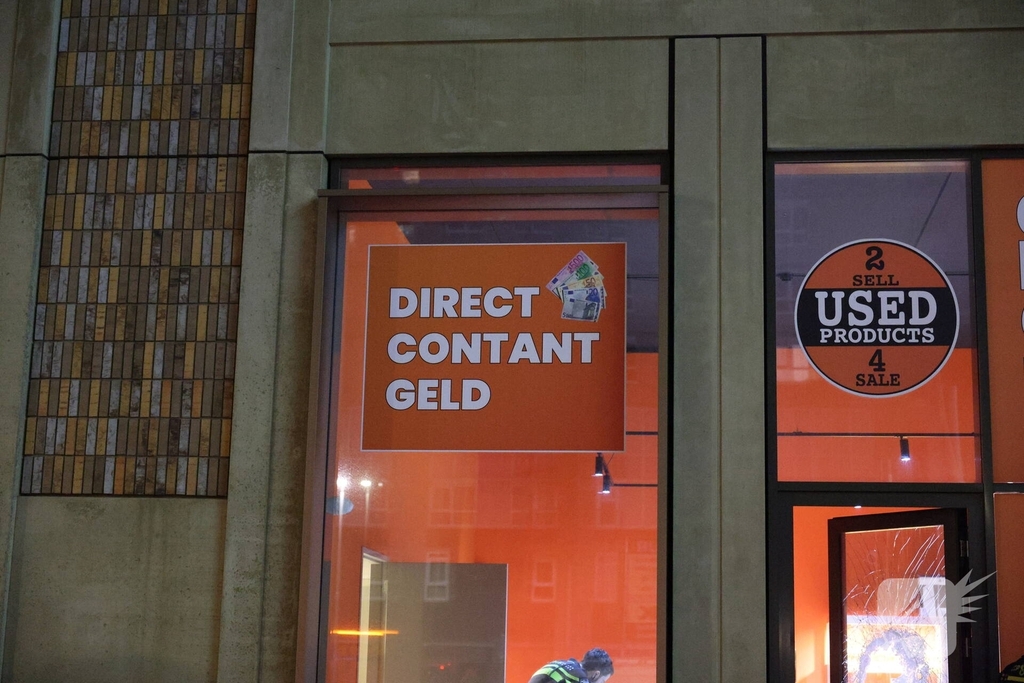 DIRECT
CONTANT
GELD
2
SELL
USED
PRODUCTS
4
SALE